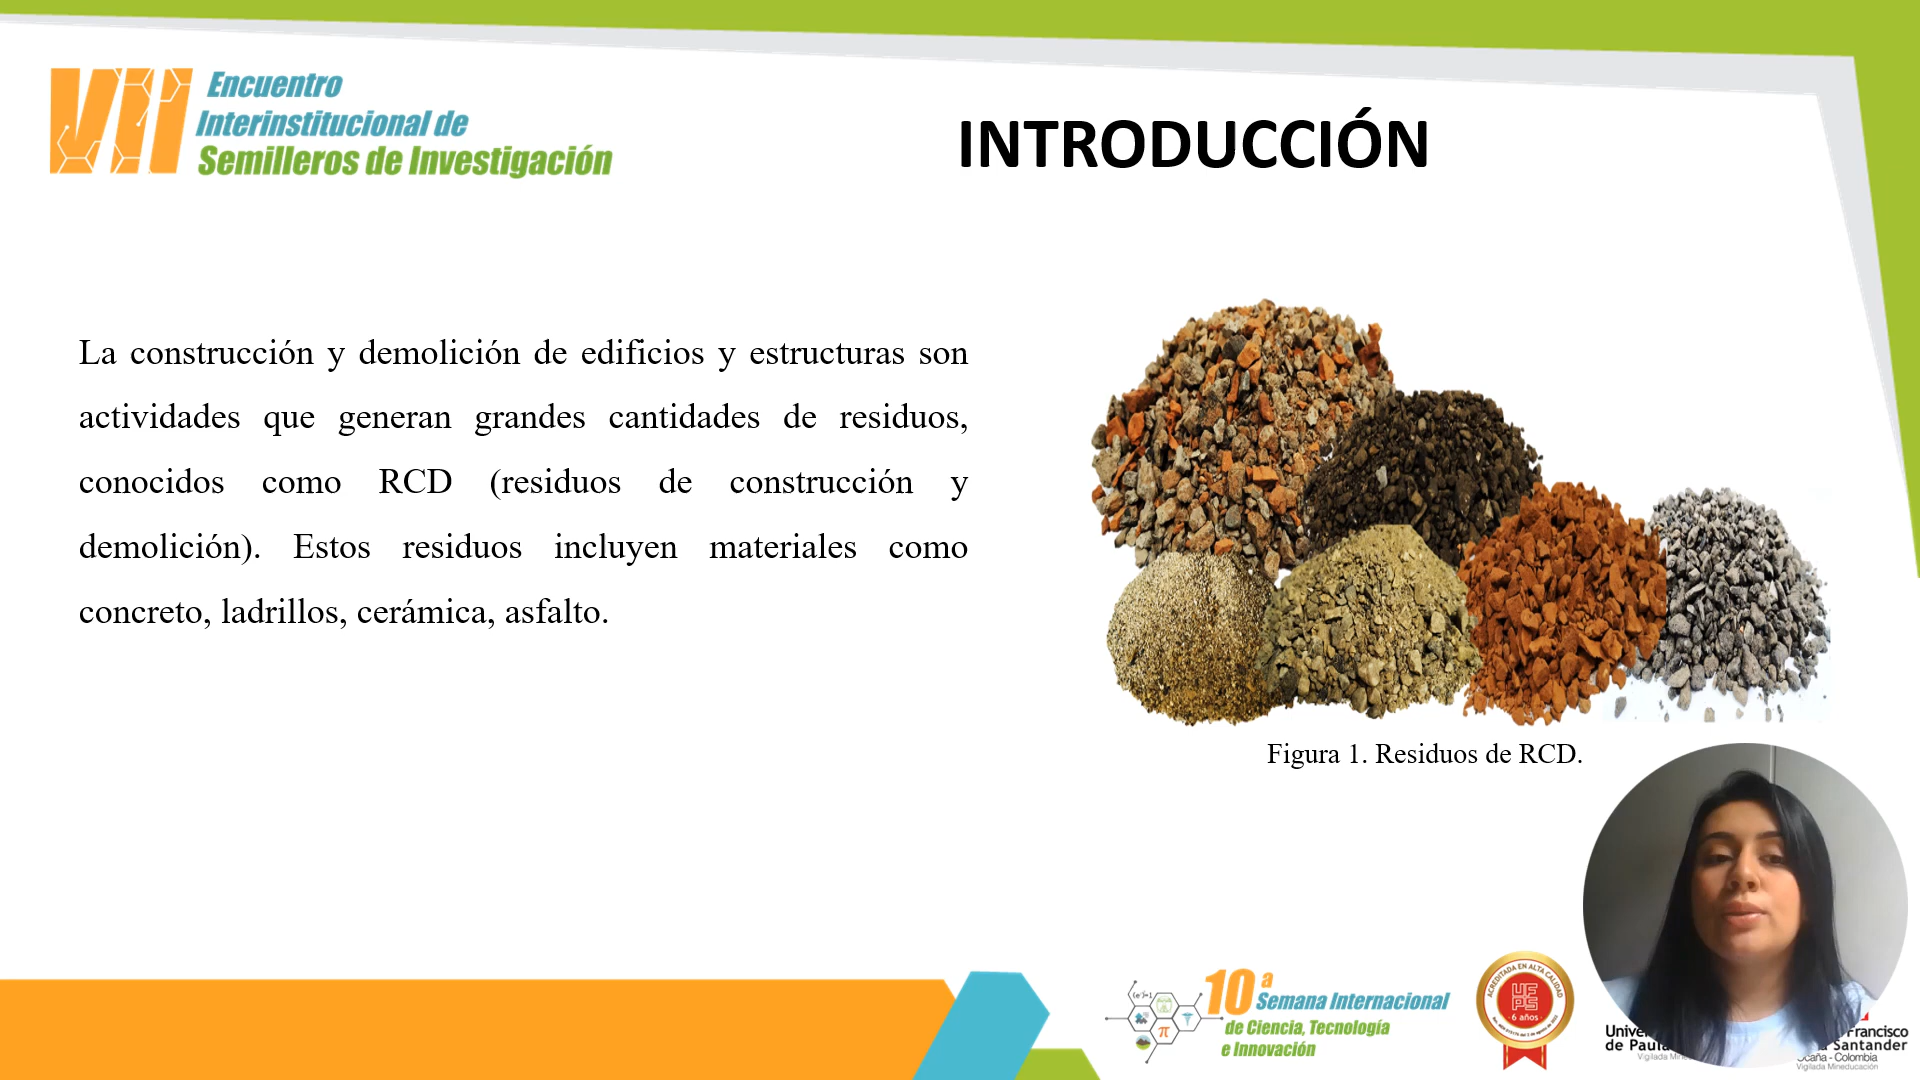 VII Encuentro
Interinstitucional de
Semilleros de Investigación
INTRODUCCIÓN
La construcción y demolición de edificios y estructuras son
actividades que generan grandes cantidades de residuos,
conocidos como RCD (residuos de construcción y
demolición). Estos residuos incluyen materiales como
concreto, ladrillos, cerámica, asfalto.
Figura 1. Residuos de RCD.
10ª
Semana Internacional
de Ciencia, Tecnología
e Innovación
π
ACREDITADA EN ALTA CALIDAD
UFPS
6 años
Francisco
de Paula Santander
Ocaña - Colombia
Vigilada Mineducación